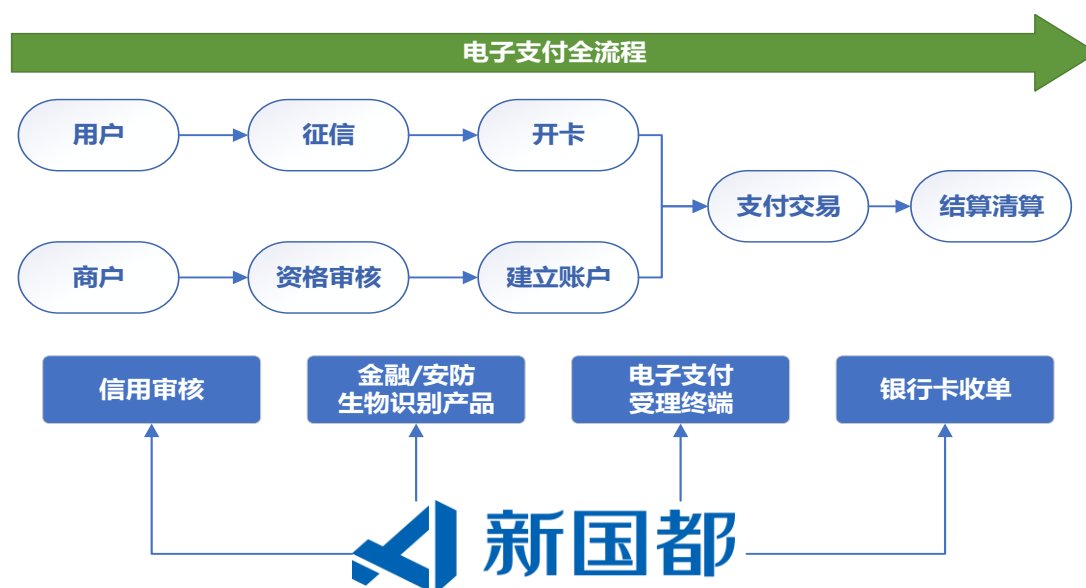 电子支付全流程
用户
征信
开卡
支付交易
结算清算
商户
资格审核
建立账户
信用审核
金融/安防
生物识别产品
电子支付
受理终端
银行卡收单
新国都